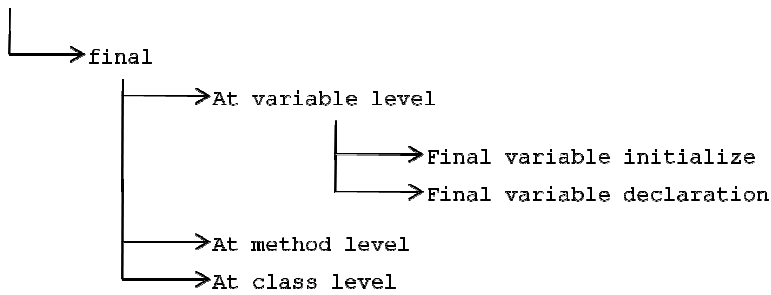 final
At variable level
Final variable initialize
Final variable declaration
At method level
At class level